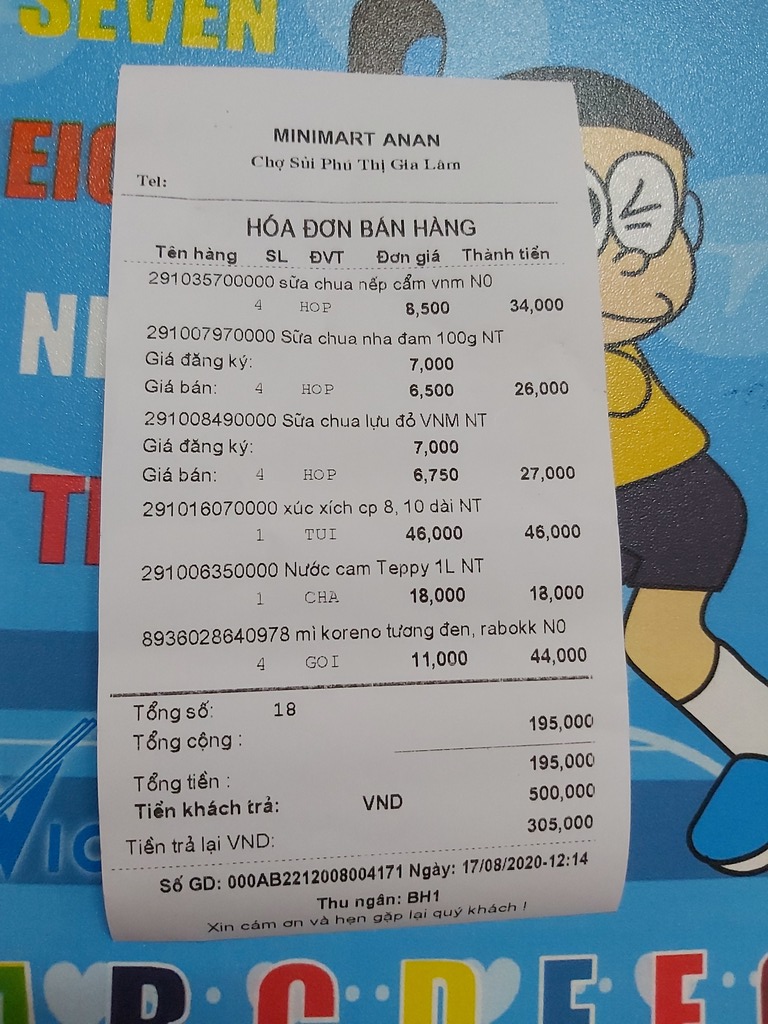 SEVEN
MINIMART ANAN
Chợ Sủi Phú Thị Gia Lâm
Tel:
HÓA ĐƠN BÁN HÀNG
Tên hàng SL ĐVT Đơn giá Thành tiền
291035700000 sữa chua nếp cẩm vnm N0
4 HOP 8,500 34,000
291007970000 Sữa chua nha đam 100g NT
Giá đăng ký: 7,000
Giá bán: 4 HOP 6,500 26,000
291008490000 Sữa chua lựu đỏ VNM NT
Giá đăng ký: 7,000
Giá bán: 4 HOP 6,750 27,000
291016070000 xúc xích cp 8, 10 dài NT
1 TUI 46,000 46,000
291006350000 Nước cam Teppy 1L NT
1 CHA 18,000 18,000
8936028640978 mì koreno tương đen, rabokk N0
4 GOI 11,000 44,000
Tổng số: 18
Tổng cộng : 195,000
Tổng tiền : 195,000
Tiền khách trả: VND 500,000
Tiền trả lại VND: 305,000
Số GD: 000AB2212008004171 Ngày: 17/08/2020-12:14
Thu ngân: BH1
Xin cám ơn và hẹn gặp lại quý khách !
B C D E F